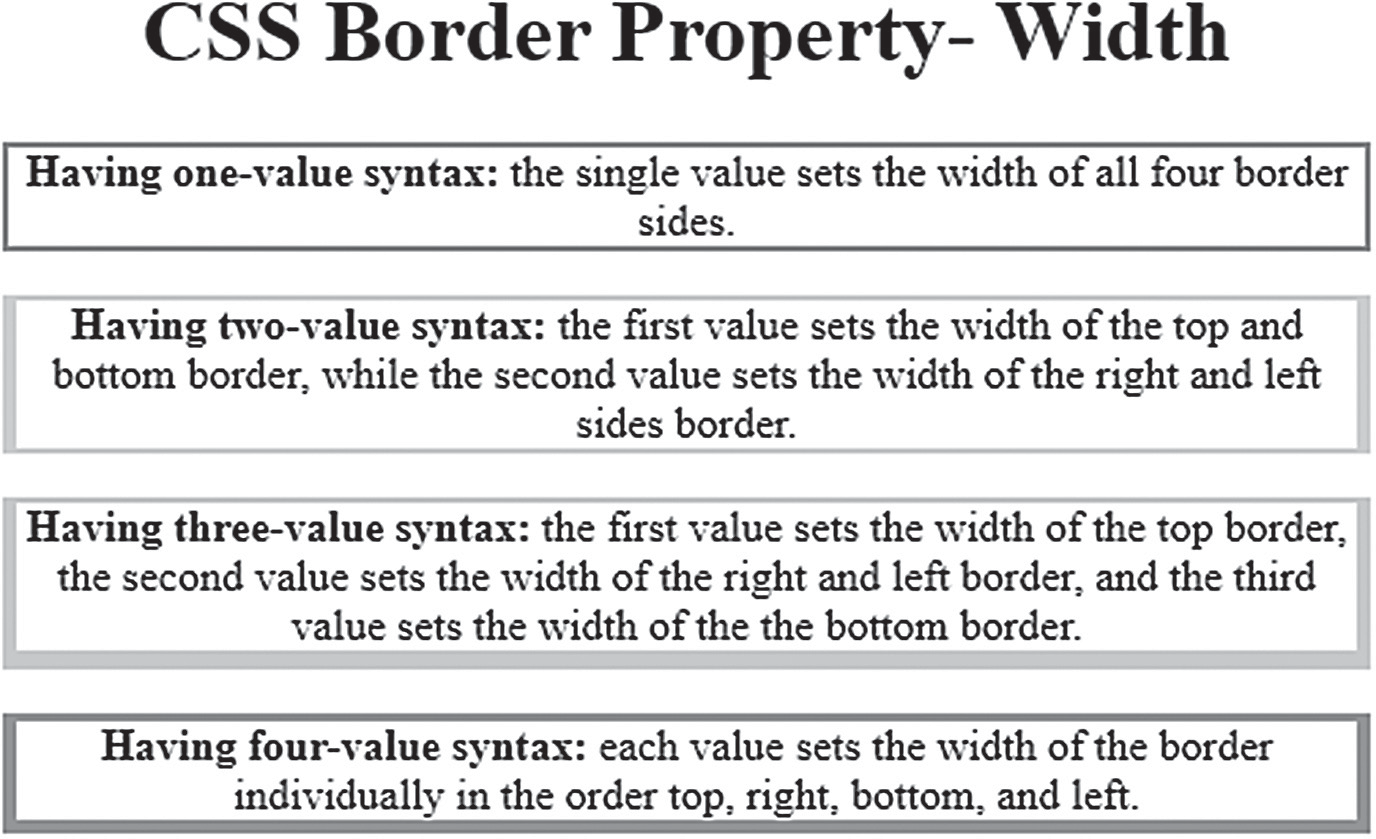 CSS Border Property- Width
Having one-value syntax: the single value sets the width of all four border
sides.
Having two-value syntax: the first value sets the width of the top and
bottom border, while the second value sets the width of the right and left
sides border.
Having three-value syntax: the first value sets the width of the top border,
the second value sets the width of the right and left border, and the third
value sets the width of the the bottom border.
Having four-value syntax: each value sets the width of the border
individually in the order top, right, bottom, and left.